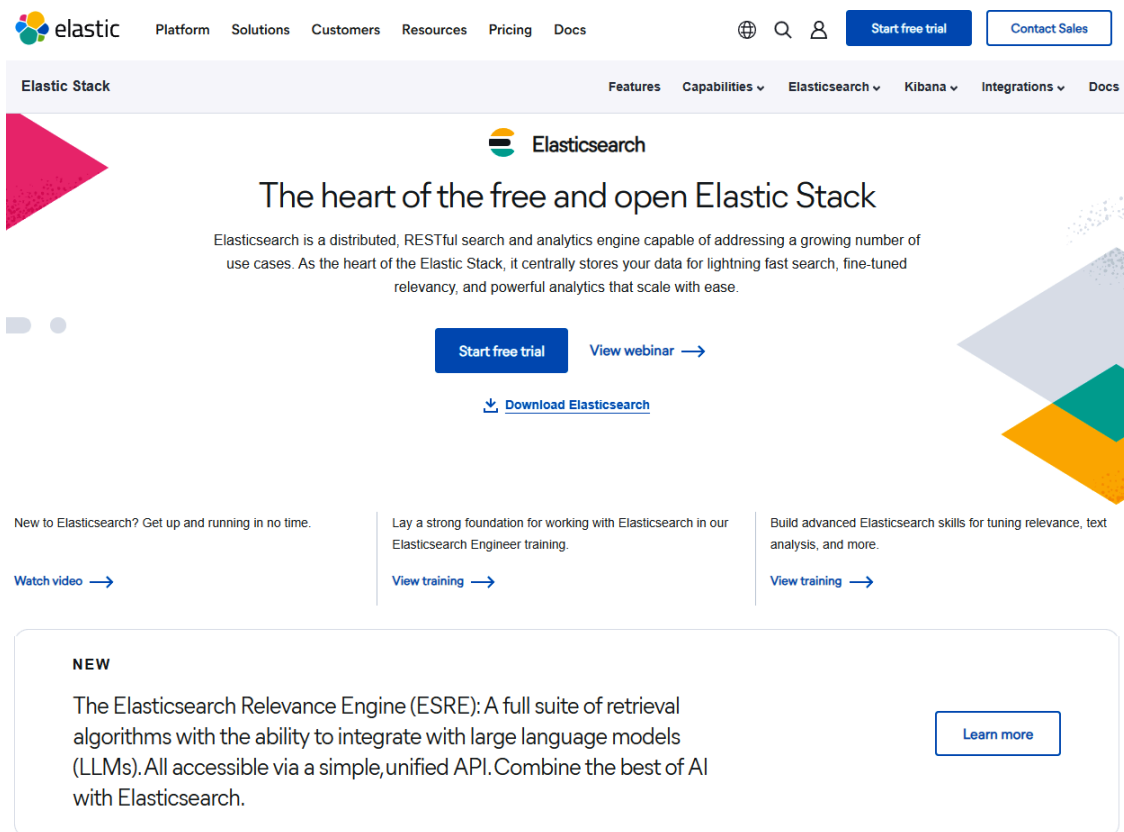 elastic Platform Solutions Customers Resources Pricing Docs Start free trial Contact Sales
Elastic Stack Features Capabilities Elasticsearch Kibana Integrations Docs
Elasticsearch
The heart of the free and open Elastic Stack
Elasticsearch is a distributed, RESTful search and analytics engine capable of addressing a growing number of
use cases. As the heart of the Elastic Stack, it centrally stores your data for lightning fast search, fine-tuned
relevancy, and powerful analytics that scale with ease.
Start free trial View webinar
Download Elasticsearch
New to Elasticsearch? Get up and running in no time.
Watch video
Lay a strong foundation for working with Elasticsearch in our
Elasticsearch Engineer training.
View training
Build advanced Elasticsearch skills for tuning relevance, text
analysis, and more.
View training
NEW
The Elasticsearch Relevance Engine (ESRE): A full suite of retrieval
algorithms with the ability to integrate with large language models
(LLMs). All accessible via a simple, unified API. Combine the best of AI
with Elasticsearch.
Learn more